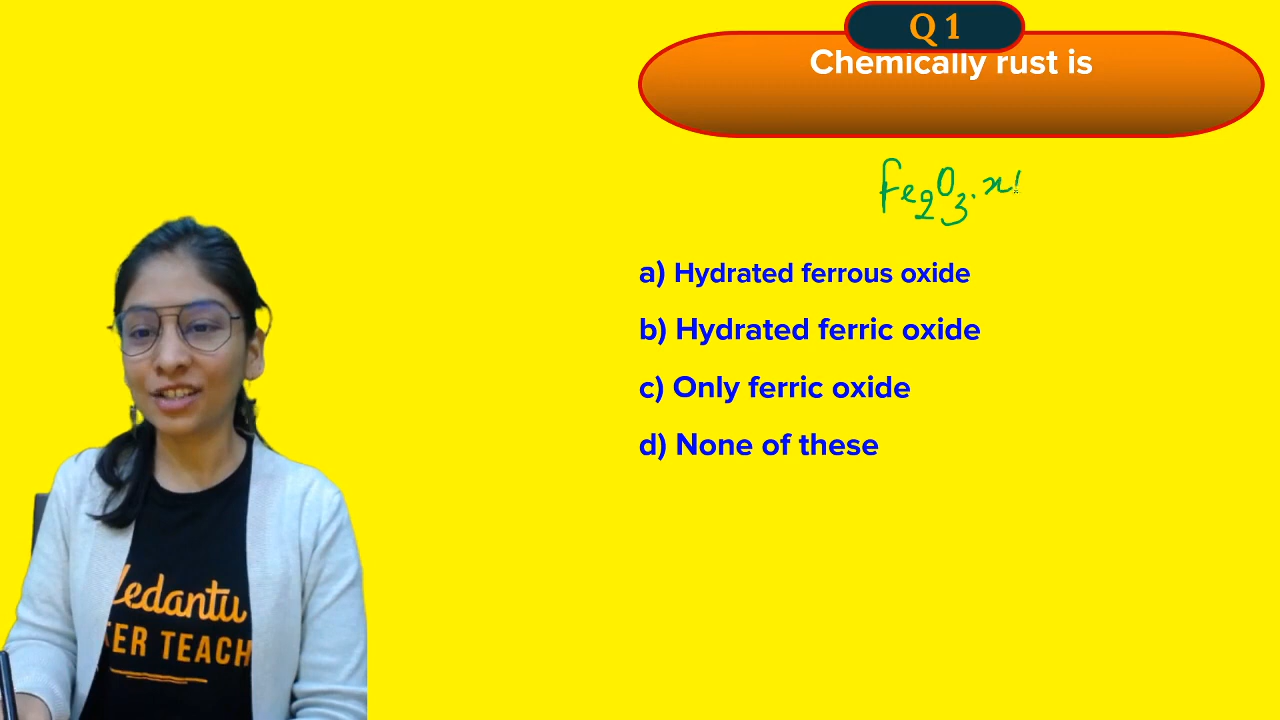 Q 1
Chemically rust is
Fe₂O₃.x
a) Hydrated ferrous oxide
b) Hydrated ferric oxide
c) Only ferric oxide
d) None of these
Vedantu
TEACH